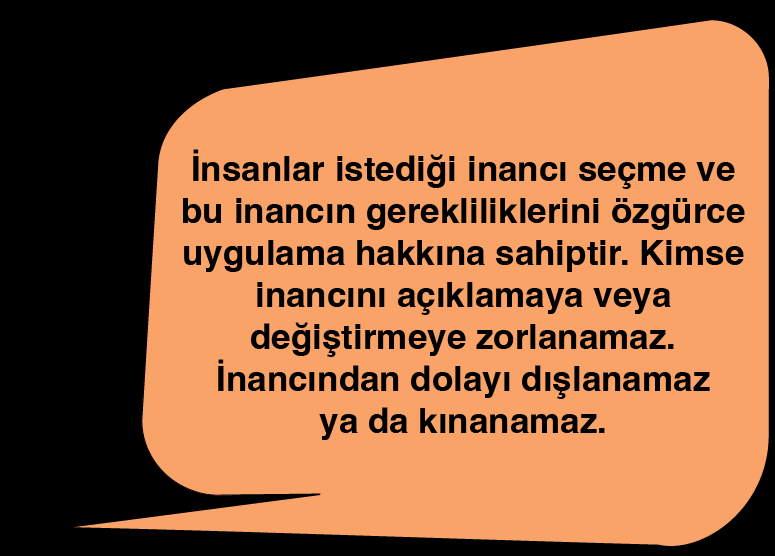 İnsanlar istediği inancı seçme ve
bu inancın gerekliliklerini özgürce
uygulama hakkına sahiptir. Kimse
inancını açıklamaya veya
değiştirmeye zorlanamaz.
İnancından dolayı dışlanamaz
ya da kınanamaz.